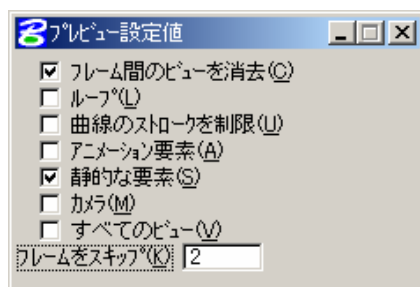 プレビュー設定値
フレーム間のビューを消去(C)
ループ(L)
曲線のストロークを制限(U)
アニメーション要素(A)
静的な要素(S)
カメラ(M)
すべてのビュー(V)
フレームをスキップ(K) 2